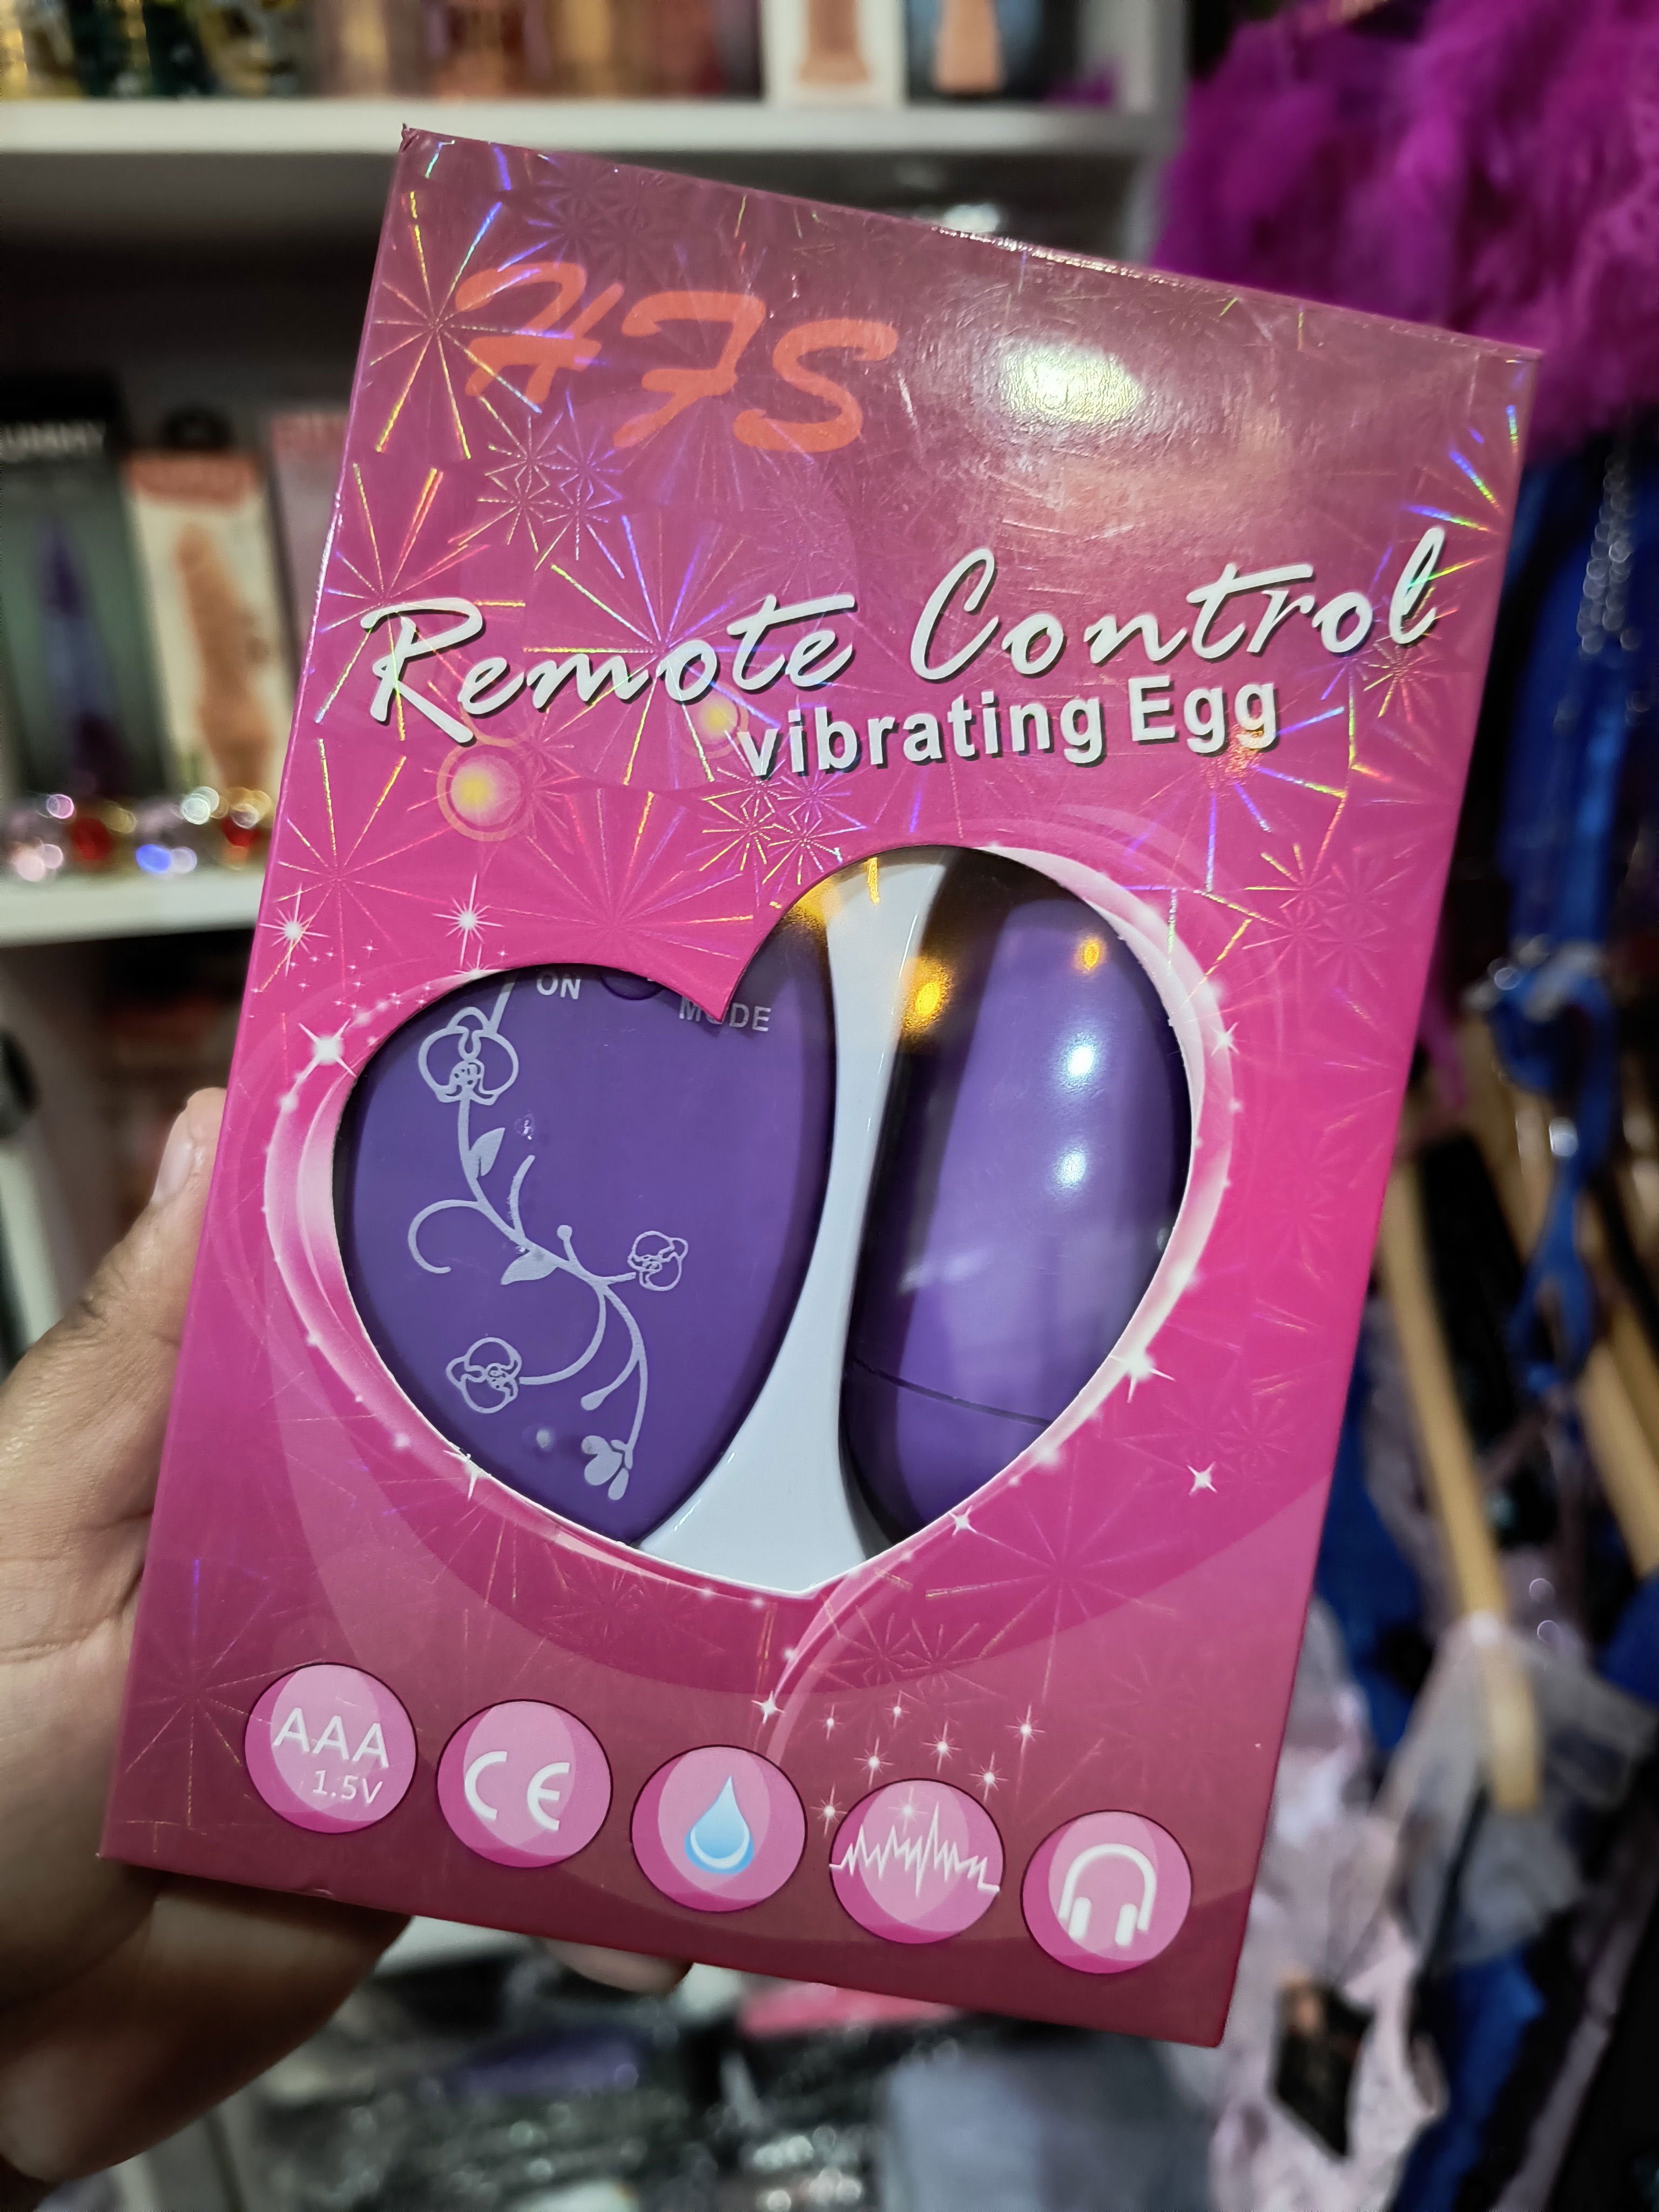 HFS
Remote Control
vibrating Egg
ON
MODE
AAA
1.5V
CE